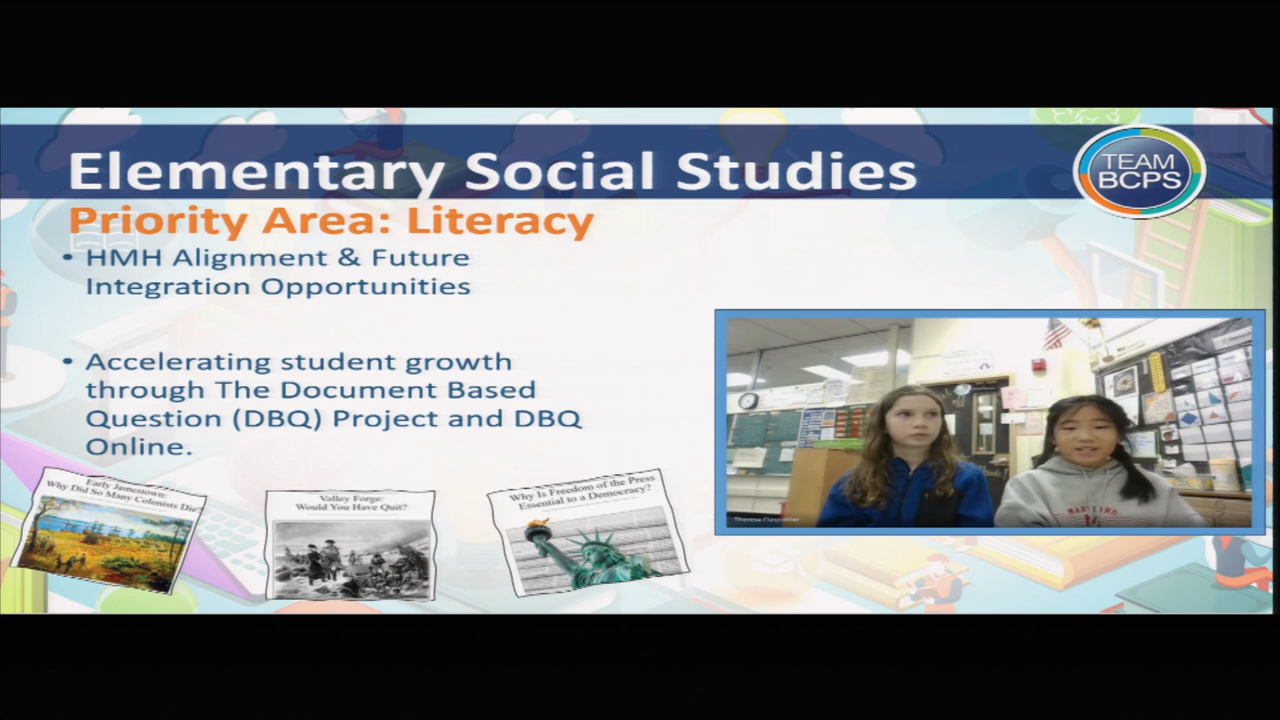 Elementary Social Studies
TEAM
BCPS
Priority Area: Literacy
• HMH Alignment & Future
Integration Opportunities
• Accelerating student growth
through The Document Based
Question (DBQ) Project and DBQ
Online.
Early Jamestown:
Why Did So Many Colonists Die?
Valley Forge:
Would You Have Quit?
Why Is Freedom of the Press
Essential to a Democracy?
Theresa
MARYLAND